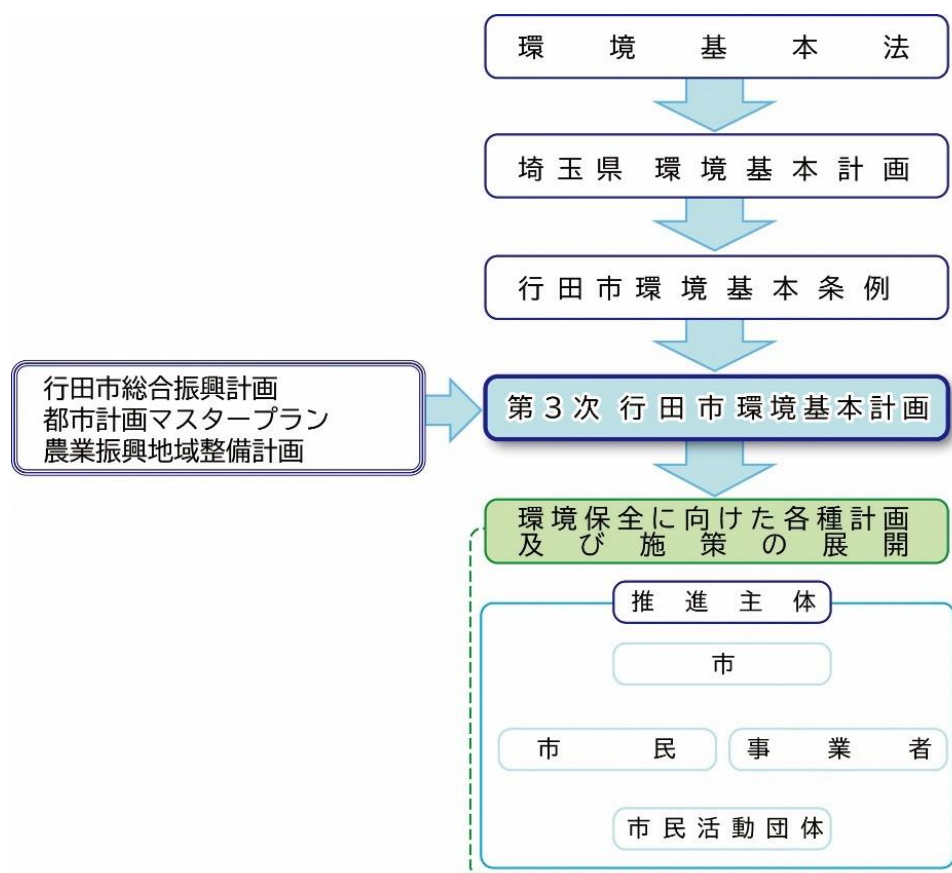 環境基本法
埼玉県 環境基本計画
行田市環境基本条例
行田市総合振興計画
都市計画マスタープラン
農業振興地域整備計画
第3次 行田市環境基本計画
環境保全に向けた各種計画
及び施策の展開
推進主体
市
市民
事業者
市民活動団体